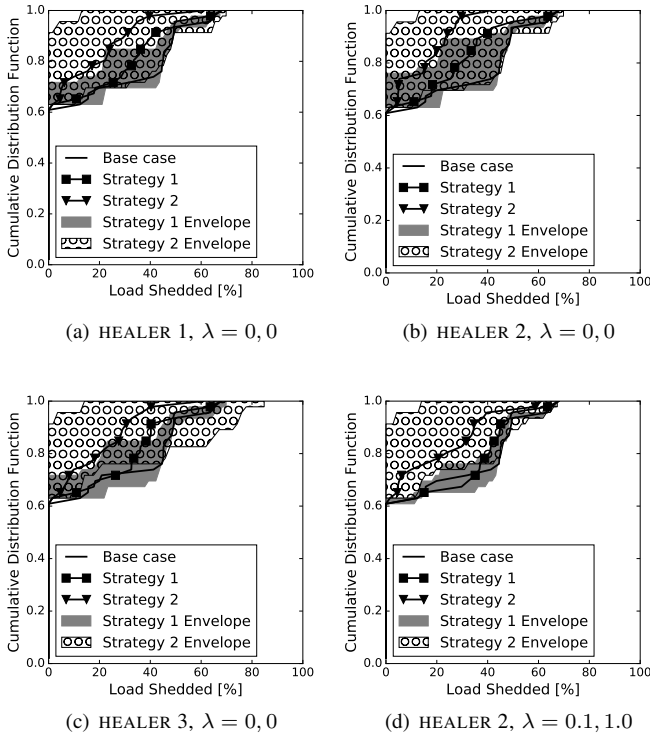 Cumulative Distribution Function
1.0
0.8
0.6
0.4
0.2
0.0
Base case
Strategy 1
Strategy 2
Strategy 1 Envelope
Strategy 2 Envelope
0
20
40
60
80
100
Load Shedded [%]
(a) HEALER 1, λ = 0,0
Cumulative Distribution Function
1.0
0.8
0.6
0.4
0.2
0.0
Base case
Strategy 1
Strategy 2
Strategy 1 Envelope
Strategy 2 Envelope
0
20
40
60
80
100
Load Shedded [%]
(b) HEALER 2, λ = 0,0
Cumulative Distribution Function
1.0
0.8
0.6
0.4
0.2
0.0
Base case
Strategy 1
Strategy 2
Strategy 1 Envelope
Strategy 2 Envelope
0
20
40
60
80
100
Load Shedded [%]
(c) HEALER 3, λ = 0,0
Cumulative Distribution Function
1.0
0.8
0.6
0.4
0.2
0.0
Base case
Strategy 1
Strategy 2
Strategy 1 Envelope
Strategy 2 Envelope
0
20
40
60
80
100
Load Shedded [%]
(d) HEALER 2, λ = 0.1, 1.0